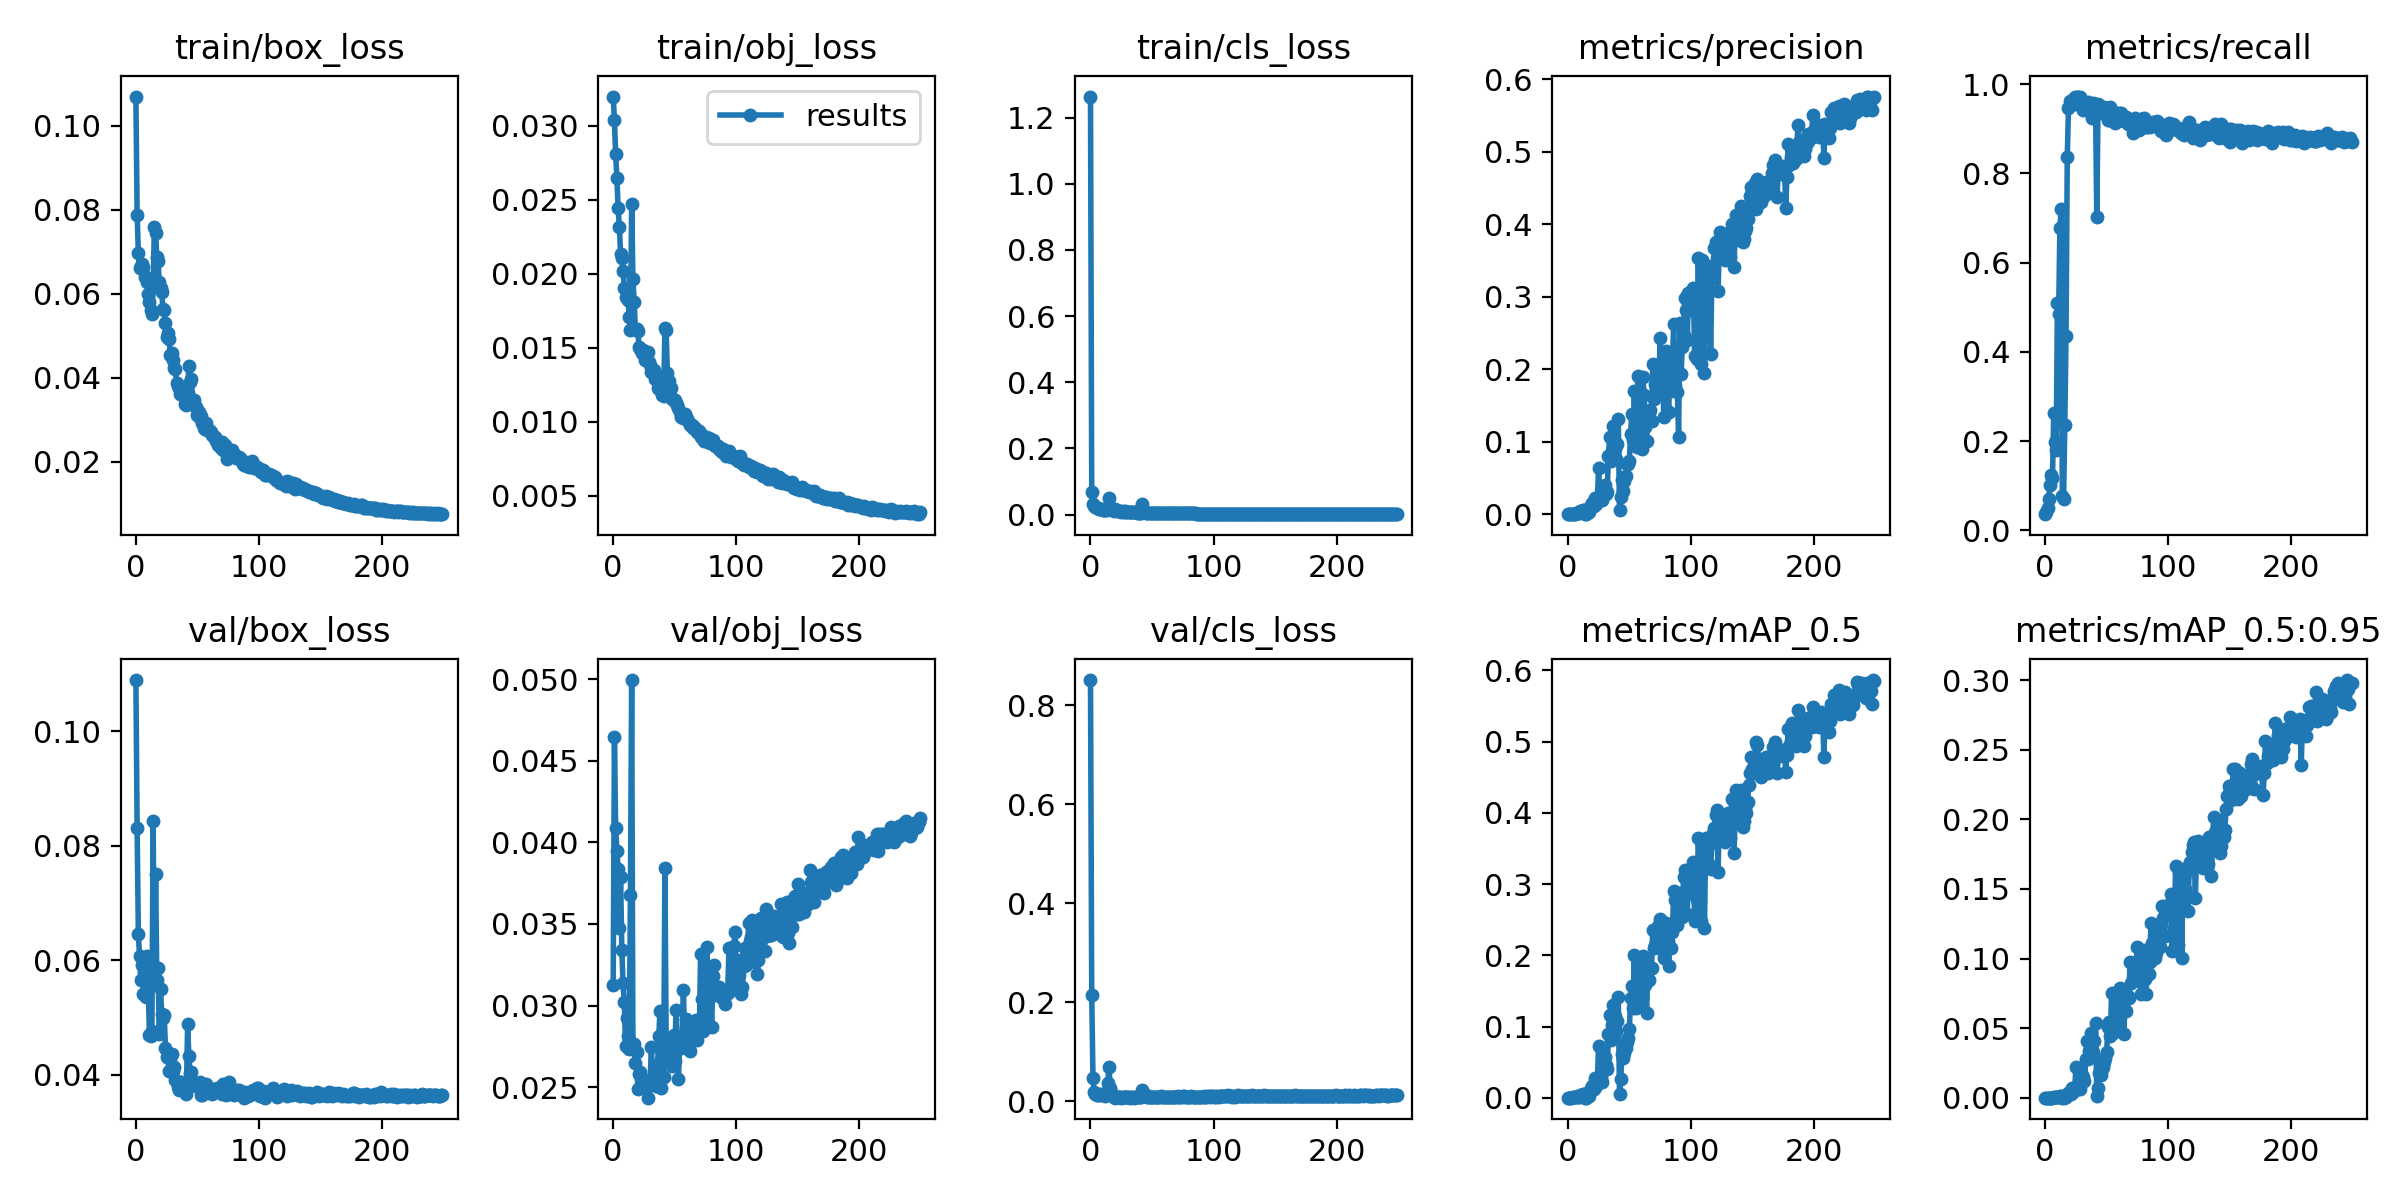 train/box_loss
0.10
0.08
0.06
0.04
0.02
0 100 200
train/obj_loss
results
0.030
0.025
0.020
0.015
0.010
0.005
0 100 200
train/cls_loss
1.2
1.0
0.8
0.6
0.4
0.2
0.0
0 100 200
metrics/precision
0.6
0.5
0.4
0.3
0.2
0.1
0.0
0 100 200
metrics/recall
1.0
0.8
0.6
0.4
0.2
0.0
0 100 200
val/box_loss
0.10
0.08
0.06
0.04
0 100 200
val/obj_loss
0.050
0.045
0.040
0.035
0.030
0.025
0 100 200
val/cls_loss
0.8
0.6
0.4
0.2
0.0
0 100 200
metrics/mAP_0.5
0.6
0.5
0.4
0.3
0.2
0.1
0.0
0 100 200
metrics/mAP_0.5:0.95
0.30
0.25
0.20
0.15
0.10
0.05
0.00
0 100 200